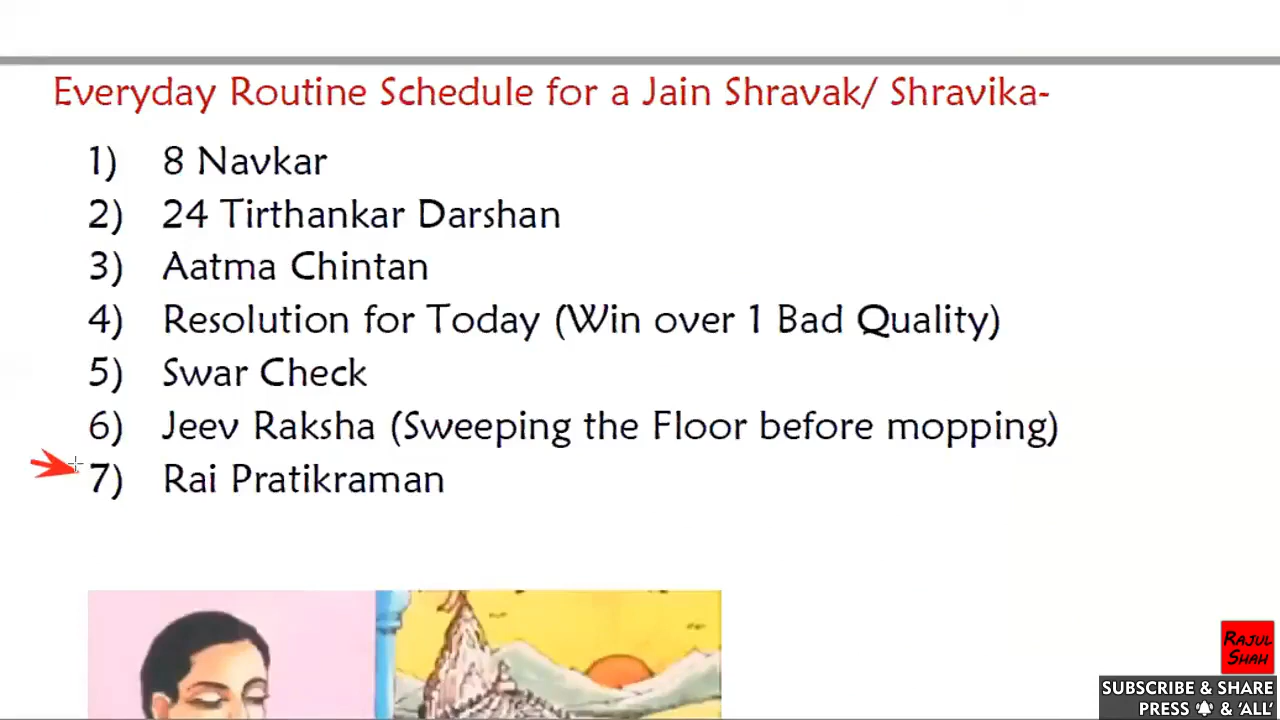 Everyday Routine Schedule for a Jain Shravak/ Shravika-
1) 8 Navkar
2) 24 Tirthankar Darshan
3) Aatma Chintan
4) Resolution for Today (Win over 1 Bad Quality)
5) Swar Check
6) Jeev Raksha (Sweeping the Floor before mopping)
7) Rai Pratikraman
RAJUL
SHAH
SUBSCRIBE & SHARE
PRESS & 'ALL'